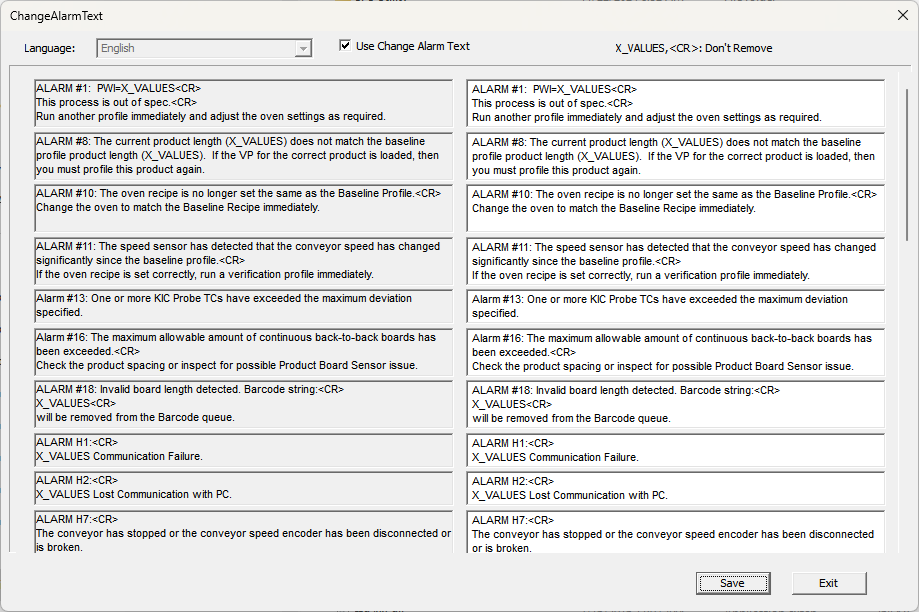 ChangeAlarmText
Language:
English
Use Change Alarm Text
X_VALUES,<CR>: Don't Remove
ALARM #1:  PWI=X_VALUES<CR>
This process is out of spec.<CR>
Run another profile immediately and adjust the oven settings as required.
ALARM #1:  PWI=X_VALUES<CR>
This process is out of spec.<CR>
Run another profile immediately and adjust the oven settings as required.
ALARM #8: The current product length (X_VALUES) does not match the baseline
profile product length (X_VALUES).  If the VP for the correct product is loaded, then
you must profile this product again.
ALARM #8: The current product length (X_VALUES) does not match the baseline
profile product length (X_VALUES).  If the VP for the correct product is loaded, then
you must profile this product again.
ALARM #10: The oven recipe is no longer set the same as the Baseline Profile.<CR>
Change the oven to match the Baseline Recipe immediately.
ALARM #10: The oven recipe is no longer set the same as the Baseline Profile.<CR>
Change the oven to match the Baseline Recipe immediately.
ALARM #11: The speed sensor has detected that the conveyor speed has changed
significantly since the baseline profile.<CR>
If the oven recipe is set correctly, run a verification profile immediately.
ALARM #11: The speed sensor has detected that the conveyor speed has changed
significantly since the baseline profile.<CR>
If the oven recipe is set correctly, run a verification profile immediately.
Alarm #13: One or more KIC Probe TCs have exceeded the maximum deviation
specified.
Alarm #13: One or more KIC Probe TCs have exceeded the maximum deviation
specified.
Alarm #16: The maximum allowable amount of continuous back-to-back boards has
been exceeded.<CR>
Check the product spacing or inspect for possible Product Board Sensor issue.
Alarm #16: The maximum allowable amount of continuous back-to-back boards has
been exceeded.<CR>
Check the product spacing or inspect for possible Product Board Sensor issue.
ALARM #18: Invalid board length detected. Barcode string:<CR>
X_VALUES<CR>
will be removed from the Barcode queue.
ALARM #18: Invalid board length detected. Barcode string:<CR>
X_VALUES<CR>
will be removed from the Barcode queue.
ALARM H1:<CR>
X_VALUES Communication Failure.
ALARM H1:<CR>
X_VALUES Communication Failure.
ALARM H2:<CR>
X_VALUES Lost Communication with PC.
ALARM H2:<CR>
X_VALUES Lost Communication with PC.
ALARM H7:<CR>
The conveyor has stopped or the conveyor speed encoder has been disconnected or
is broken.
ALARM H7:<CR>
The conveyor has stopped or the conveyor speed encoder has been disconnected
or is broken.
Save
Exit